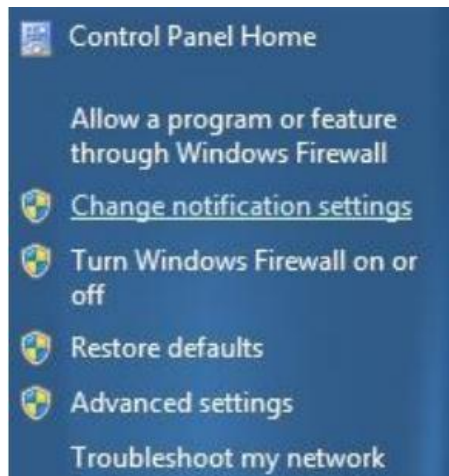 Control Panel Home
Allow a program or feature
through Windows Firewall
Change notification settings
Turn Windows Firewall on or
off
Restore defaults
Advanced settings
Troubleshoot my network